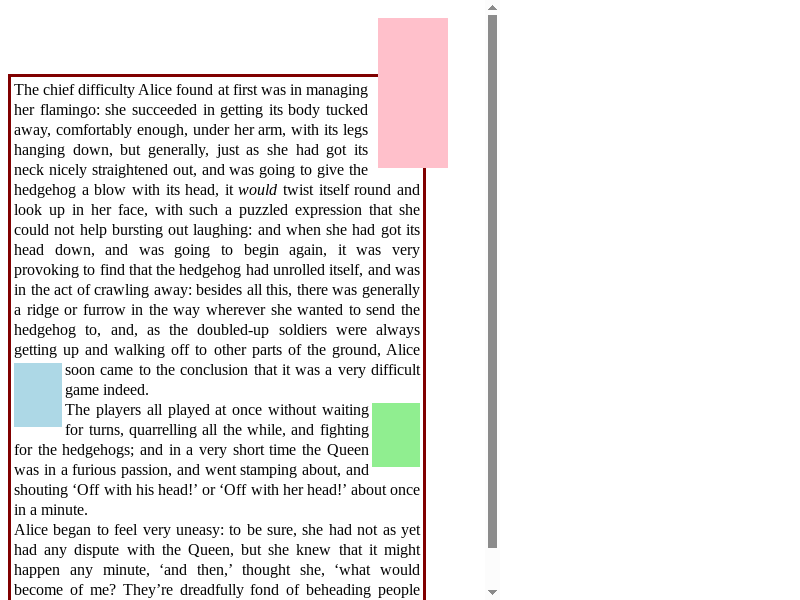 The chief difficulty Alice found at first was in managing
her flamingo: she succeeded in getting its body tucked
away, comfortably enough, under her arm, with its legs
hanging down, but generally, just as she had got its
neck nicely straightened out, and was going to give the
hedgehog a blow with its head, it would twist itself round and
look up in her face, with such a puzzled expression that she
could not help bursting out laughing: and when she had got its
head down, and was going to begin again, it was very
provoking to find that the hedgehog had unrolled itself, and was
in the act of crawling away: besides all this, there was generally
a ridge or furrow in the way wherever she wanted to send the
hedgehog to, and, as the doubled-up soldiers were always
getting up and walking off to other parts of the ground, Alice
soon came to the conclusion that it was a very difficult
game indeed.
The players all played at once without waiting
for turns, quarrelling all the while, and fighting
for the hedgehogs; and in a very short time the Queen
was in a furious passion, and went stamping about, and
shouting ‘Off with his head!’ or ‘Off with her head!’ about once
in a minute.
Alice began to feel very uneasy: to be sure, she had not as yet
had any dispute with the Queen, but she knew that it might
happen any minute, ‘and then,’ thought she, ‘what would
become of me? They’re dreadfully fond of beheading people